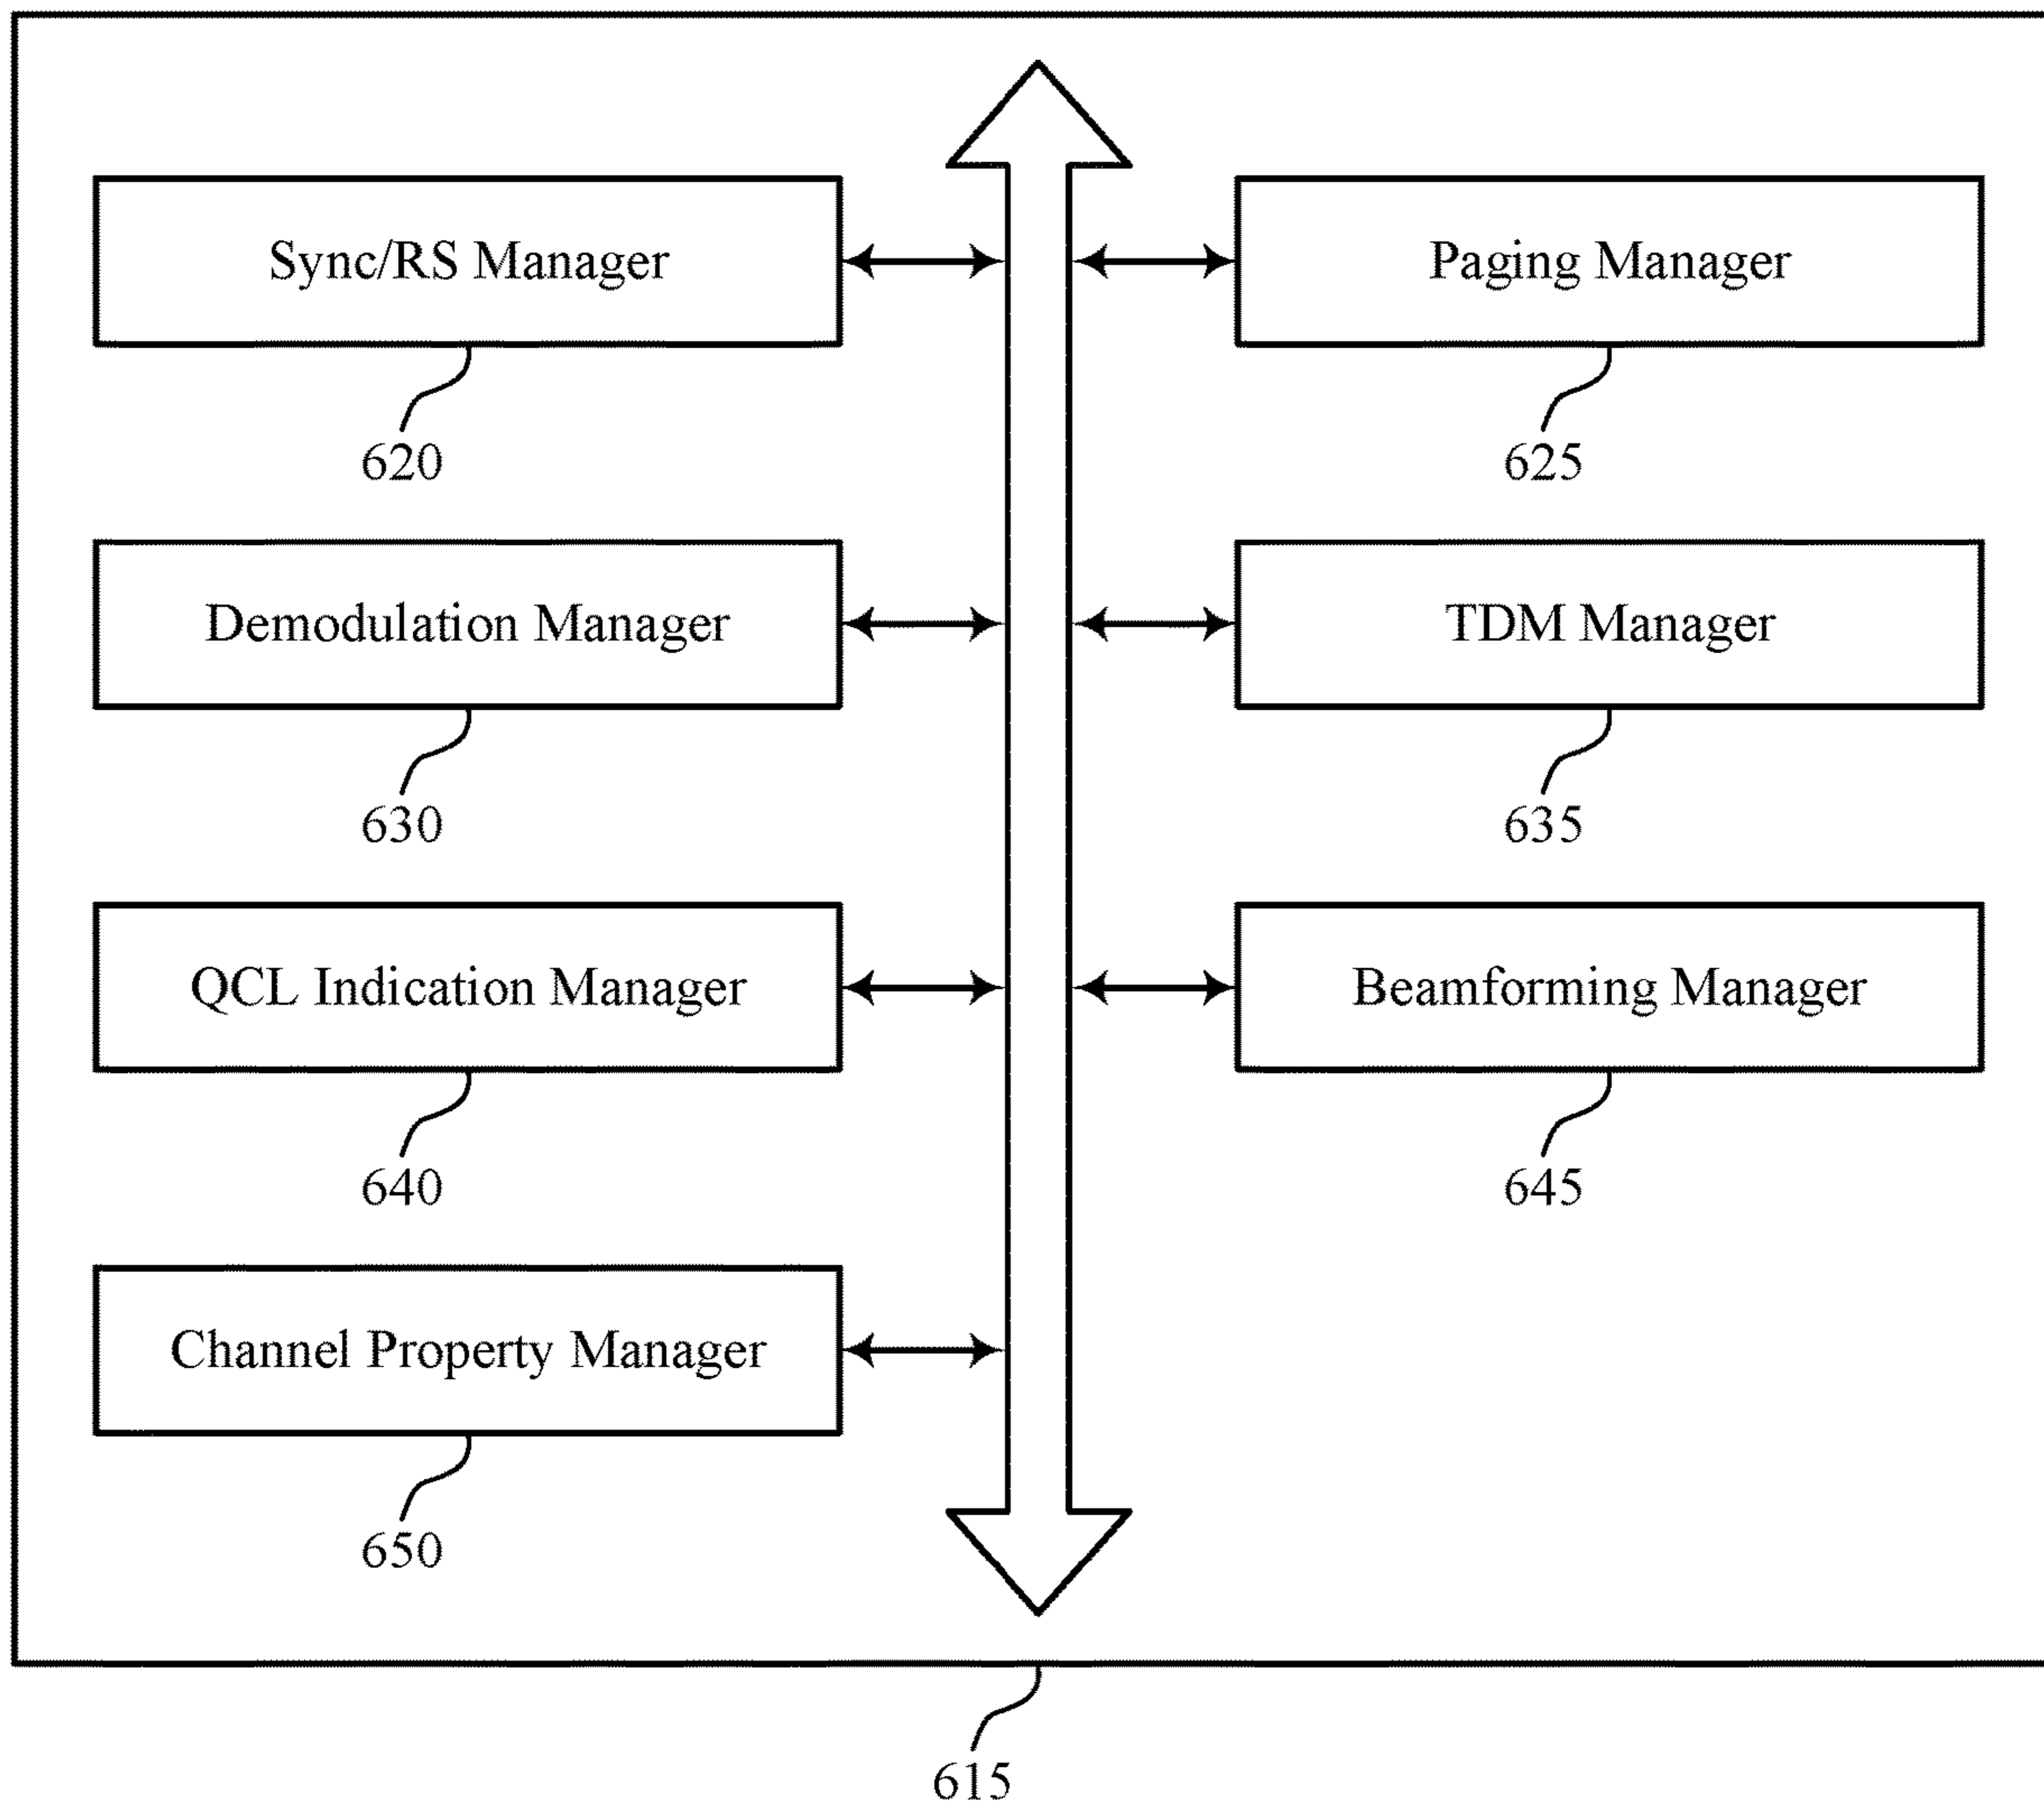 Sync/RS Manager
Paging Manager
620
625
Demodulation Manager
TDM Manager
630
635
QCL Indication Manager
Beamforming Manager
640
645
Channel Property Manager
650
615